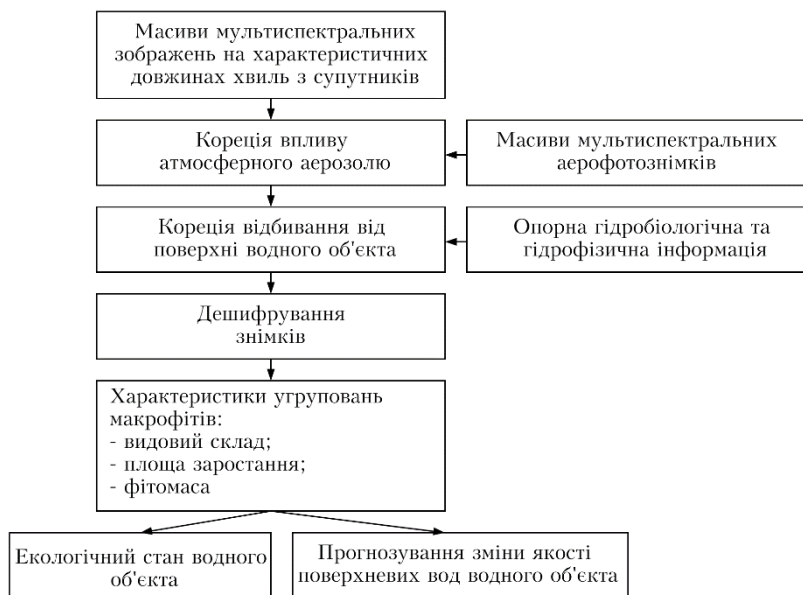 Масиви мультиспектральних
зображень на характеристичних
довжинах хвиль з супутників
Кореція впливу
атмосферного аерозолю
Масиви мультиспектральних
аерофотознімків
Кореція відбивання від
поверхні водного об'єкта
Опорна гідробіологічна та
гідрофізична інформація
Дешифрування
знімків
Характеристики угруповань
макрофітів:
- видовий склад;
- площа заростання;
- фітомаса
Екологічний стан водного
об'єкта
Прогнозування зміни якості
поверхневих вод водного об'єкта